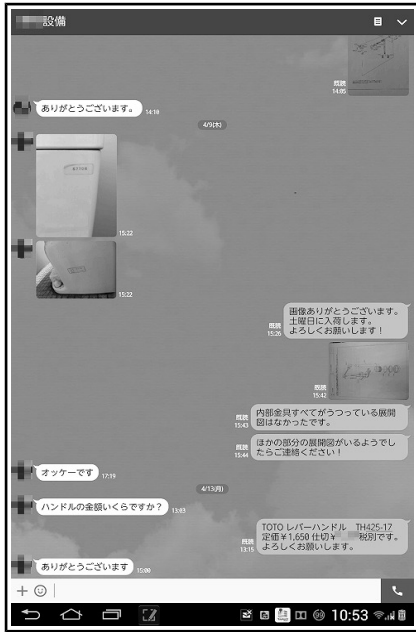 設備
既読
14:05
ありがとうございます。
14:10
4/9(木)
15:22
15:22
画像ありがとうございます。
土曜日に入荷します。
よろしくお願いします!
既読
15:26
既読
15:42
内部金具すべてがうつっている展開
図はなかったです。
既読
15:43
ほかの部分の展開図がいるようでし
たらご連絡ください!
既読
15:44
オッケーです
17:19
4/13(月)
ハンドルの金額いくらですか?
13:03
TOTO レバーハンドル TH425-17
定価¥1,650 仕切¥ 税別です。
よろしくお願いします。
既読
13:15
ありがとうございます
15:00
10:53